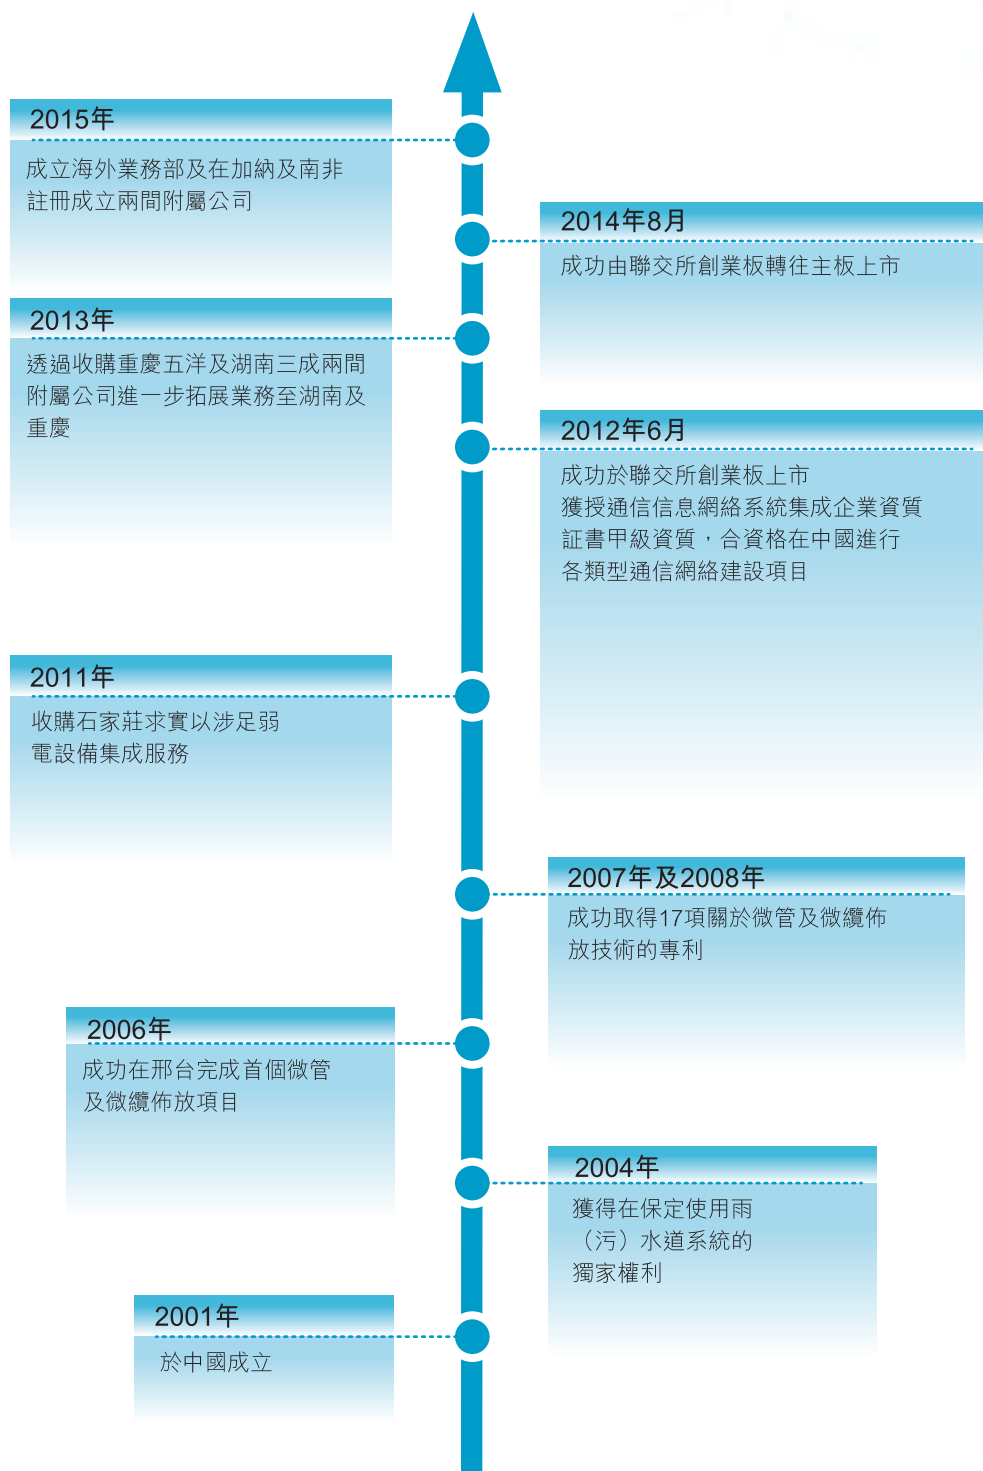 2015年
成立海外業務部及在加納及南非
註冊成立兩間附屬公司
2014年8月
成功由聯交所創業板轉往主板上市
2013年
透過收購重慶五洋及湖南三成兩間
附屬公司進一步拓展業務至湖南及
重慶
2012年6月
成功於聯交所創業板上市
獲授通信信息網絡系統集成企業資質
証書甲級資質，合資格在中國進行
各類型通信網絡建設項目
2011年
收購石家莊求實以涉足弱
電設備集成服務
2007年及2008年
成功取得17項關於微管及微纜佈
放技術的專利
2006年
成功在邢台完成首個微管
及微纜佈放項目
2004年
獲得在保定使用雨
（污）水道系統的
獨家權利
2001年
於中國成立